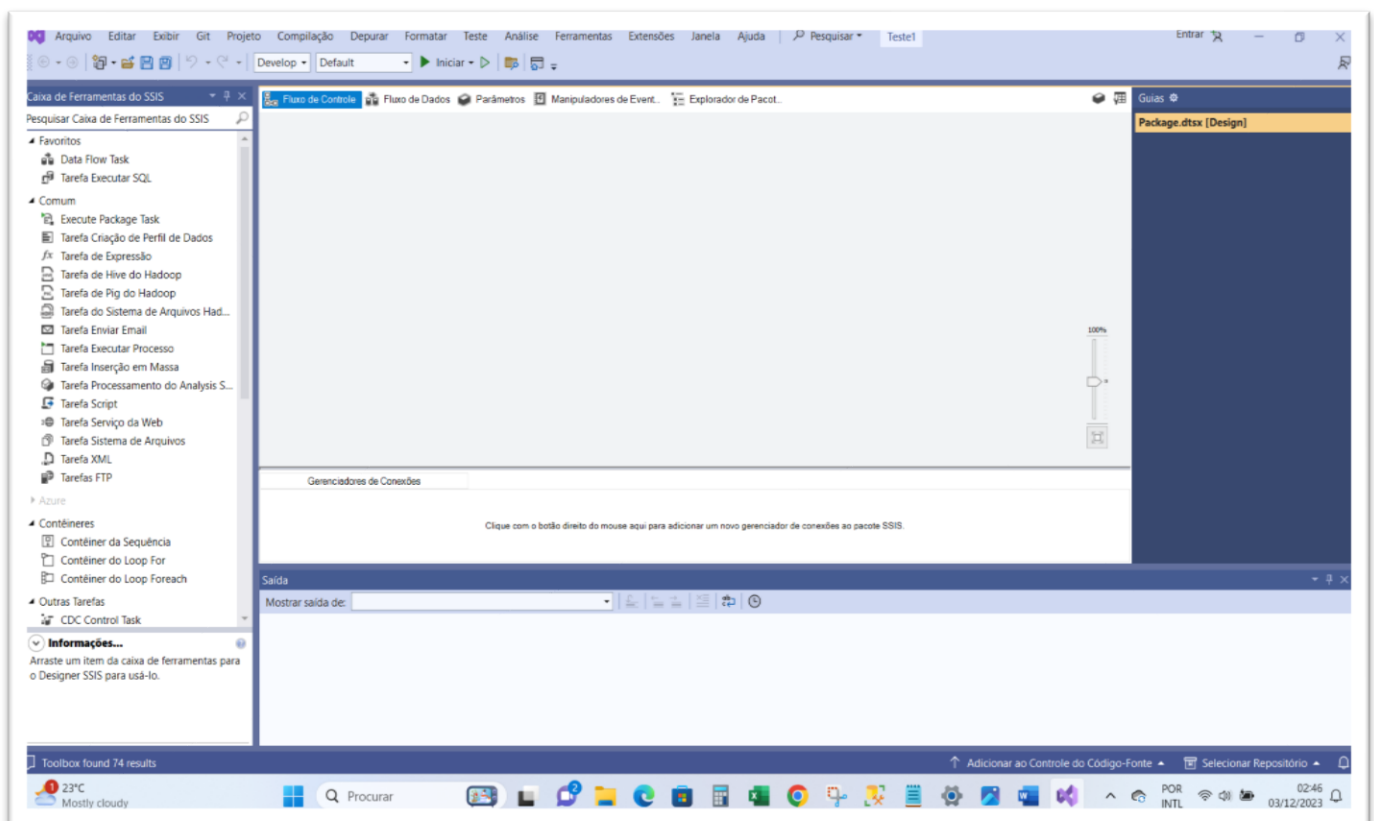 Arquivo Editar Exibir Git Projeto Compilação Depurar Formatar Teste Análise Ferramentas Extensões Janela Ajuda Pesquisar Teste1 Entrar
Develop Default Iniciar
Caixa de Ferramentas do SSIS
Pesquisar Caixa de Ferramentas do SSIS
Favoritos
Data Flow Task
Tarefa Executar SQL
Comum
Execute Package Task
Tarefa Criação de Perfil de Dados
Tarefa de Expressão
Tarefa de Hive do Hadoop
Tarefa de Pig do Hadoop
Tarefa do Sistema de Arquivos Had...
Tarefa Enviar Email
Tarefa Executar Processo
Tarefa Inserção em Massa
Tarefa Processamento do Analysis S...
Tarefa Script
Tarefa Serviço da Web
Tarefa Sistema de Arquivos
Tarefa XML
Tarefas FTP
Azure
Contêineres
Contêiner da Sequência
Contêiner do Loop For
Contêiner do Loop Foreach
Outras Tarefas
CDC Control Task
Informações...
Arraste um item da caixa de ferramentas para
o Designer SSIS para usá-lo.
Fluxo de Controle Fluxo de Dados Parâmetros Manipuladores de Event... Explorador de Pacot...
100%
Gerenciadores de Conexões
Clique com o botão direito do mouse aqui para adicionar um novo gerenciador de conexões ao pacote SSIS.
Saída
Mostrar saída de:
Guias
Package.dtsx [Design]
Toolbox found 74 results
Adicionar ao Controle do Código-Fonte Selecionar Repositório
1
23°C
Mostly cloudy
Procurar
2
POR
INTL
02:46
03/12/2023